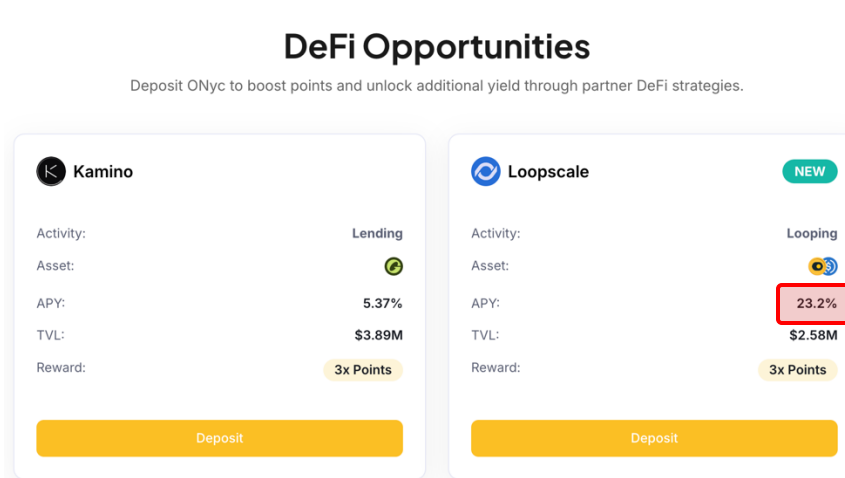 DeFi Opportunities
Deposit ONyc to boost points and unlock additional yield through partner DeFi strategies.
Kamino
Activity: Lending
Asset:
APY: 5.37%
TVL: $3.89M
Reward: 3x Points
Deposit
Loopscale NEW
Activity: Looping
Asset:
APY: 23.2%
TVL: $2.58M
Reward: 3x Points
Deposit